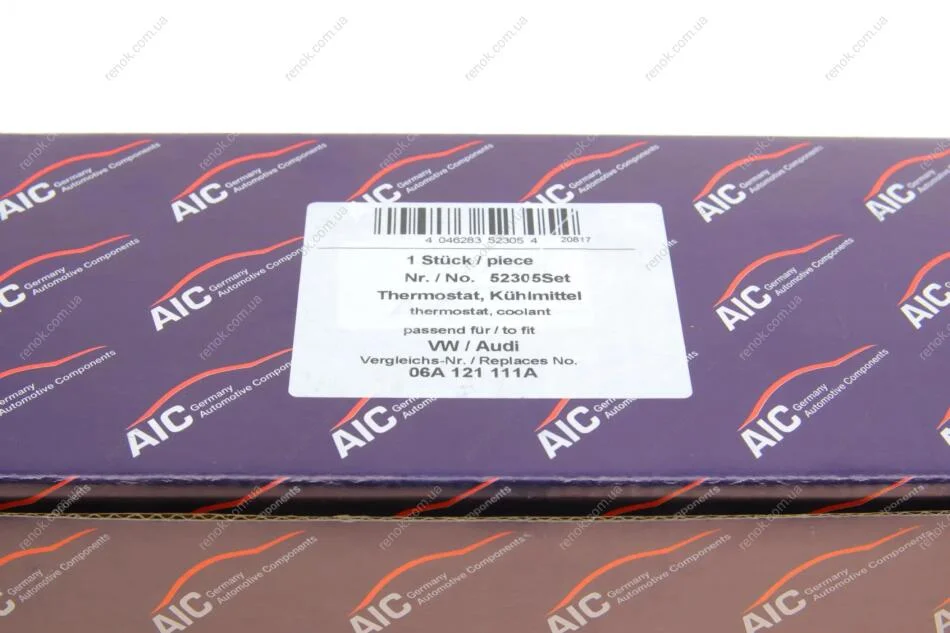 4 046283 52305 4 20817
1 Stück / piece
Nr. / No. 52305Set
Thermostat, Kühlmittel
thermostat, coolant
passend für / to fit
VW / Audi
Vergleichs-Nr. / Replaces No.
06A 121 111A
AIC Germany
Automotive Components
renok.com.ua